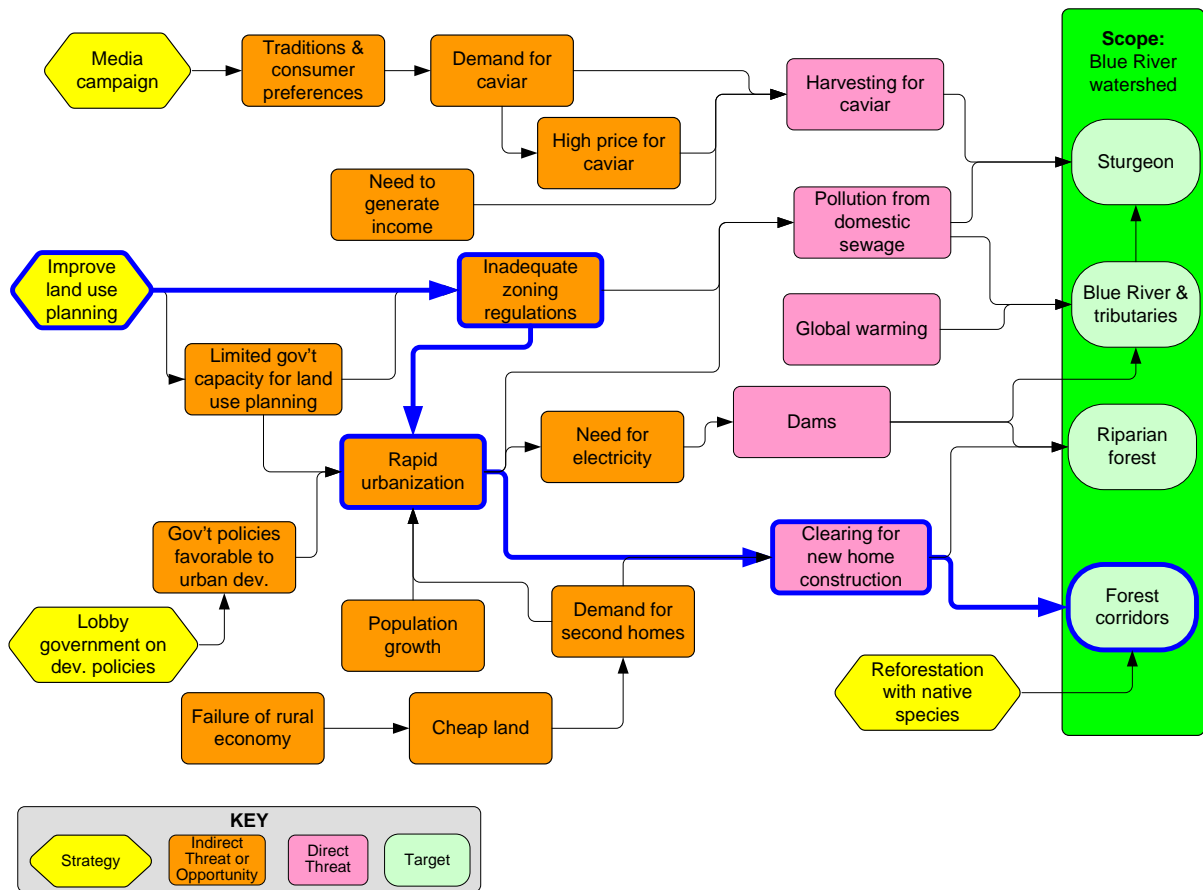 Media
campaign
Traditions &
consumer
preferences
Demand for
caviar
Harvesting for
caviar
Scope:
Blue River
watershed
High price for
caviar
Sturgeon
Need to
generate
income
Pollution from
domestic
sewage
Improve
land use
planning
Inadequate
zoning
regulations
Blue River &
tributaries
Global warming
Limited gov't
capacity for land
use planning
Dams
Need for
electricity
Riparian
forest
Rapid
urbanization
Gov't policies
favorable to
urban dev.
Clearing for
new home
construction
Forest
corridors
Population
growth
Demand for
second homes
Lobby
government on
dev. policies
Reforestation
with native
species
Failure of rural
economy
Cheap land
KEY
Strategy
Indirect
Threat or
Opportunity
Direct
Threat
Target